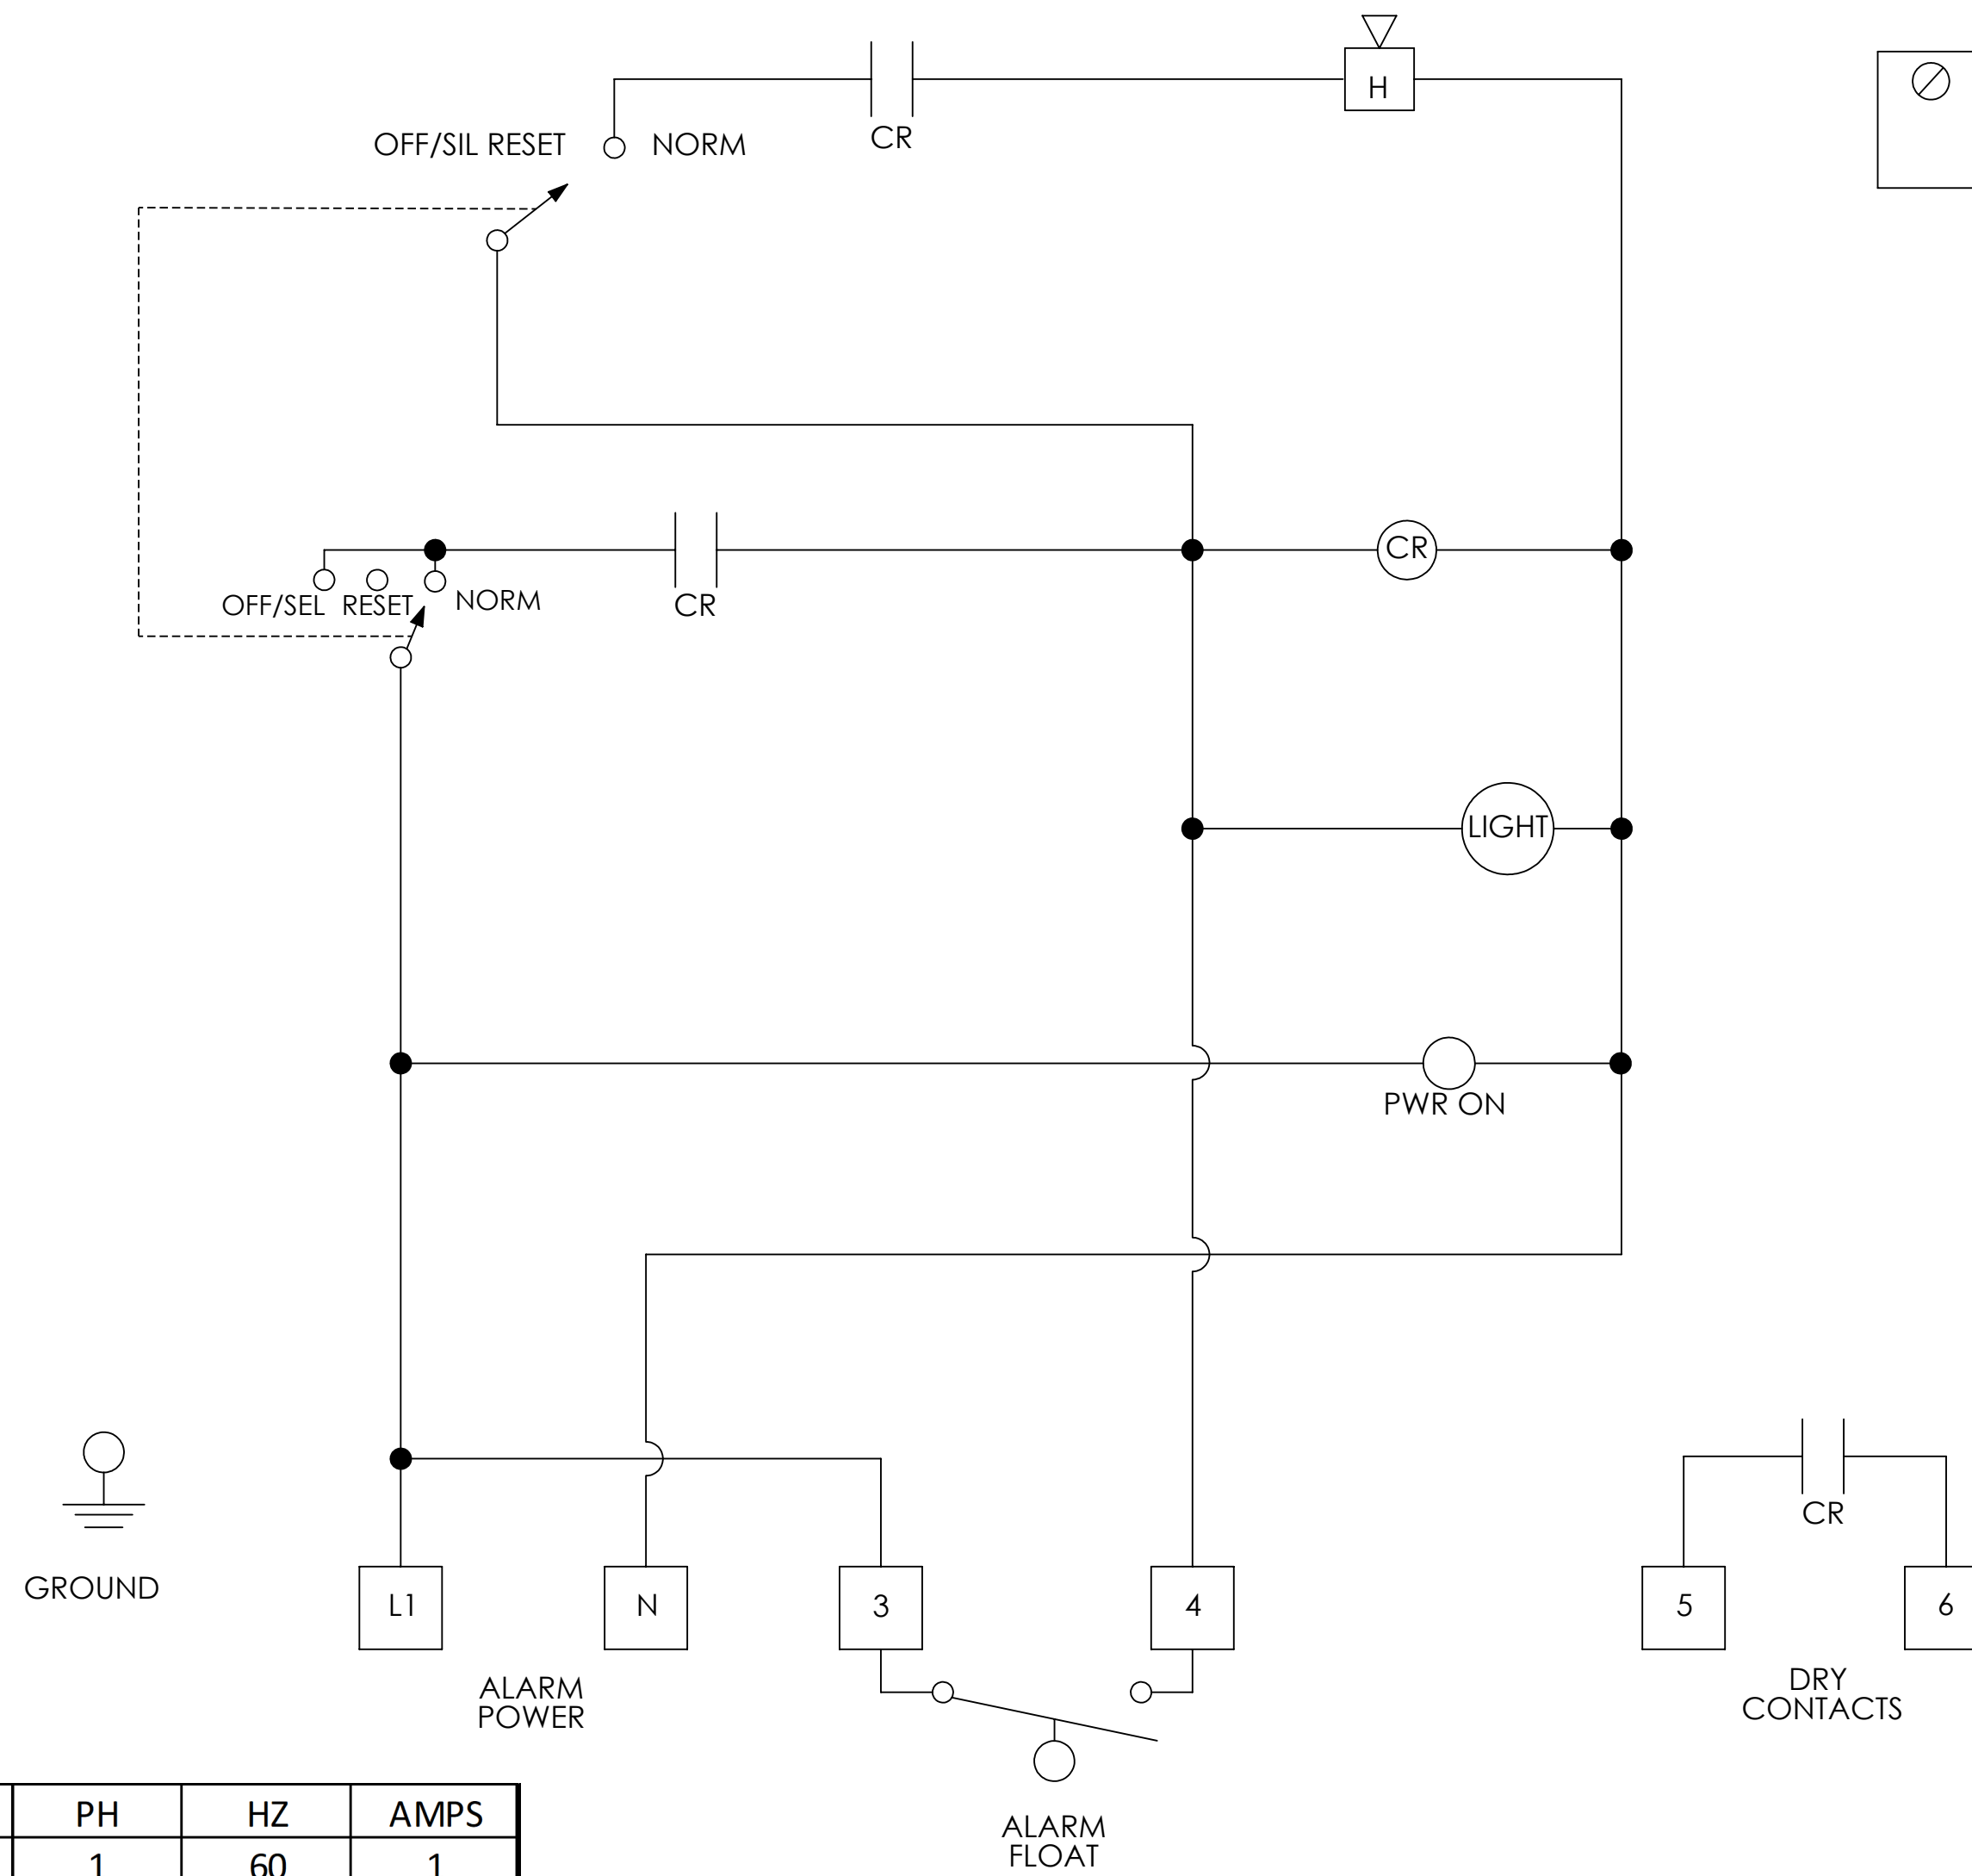 H
OFF/SIL RESET NORM
CR
CR
OFF/SEL RESET NORM
CR
LIGHT
PWR ON
CR
GROUND
L1 N 3 4 5 6
ALARM
POWER
DRY
CONTACTS
ALARM
FLOAT
PH HZ AMPS
1 60 1